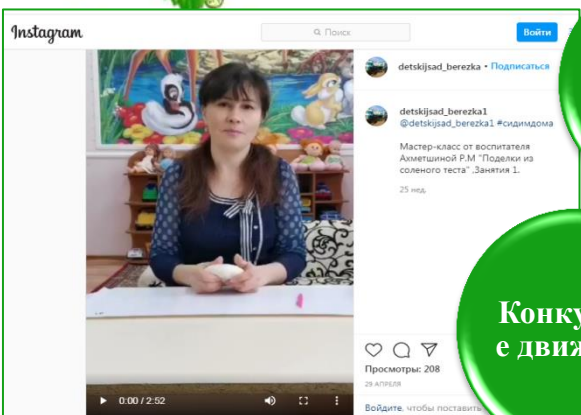 Instagram
Поиск
Войти
detskijsad_berezka • Подписаться
detskijsad_berezka1
@detskijsad_berezka1 #сидимдома
Мастер-класс от воспитателя
Ахметшиной Р.М "Поделки из
соленого теста" .Занятия 1.
25 нед.
Просмотры: 208
29 АПРЕЛЯ
Войдите, чтобы поставить
0:00 / 2:52
Конку
е движ